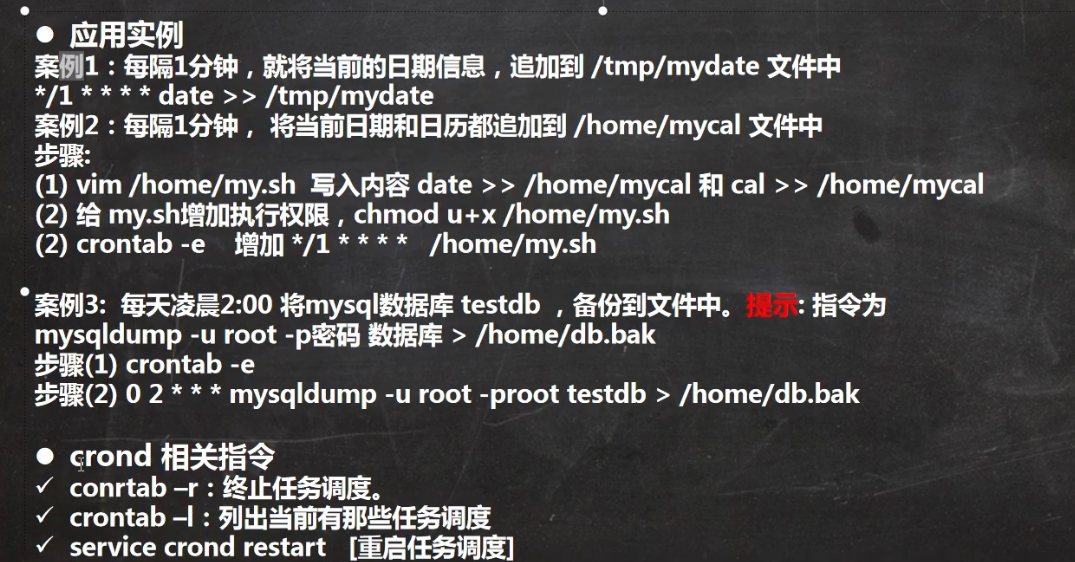 ● 应用实例
案例1：每隔1分钟，就将当前的日期信息，追加到 /tmp/mydate 文件中
*/1 * * * * date >> /tmp/mydate
案例2：每隔1分钟， 将当前日期和日历都追加到 /home/mycal 文件中
步骤:
(1) vim /home/my.sh 写入内容 date >> /home/mycal 和 cal >> /home/mycal
(2) 给 my.sh增加执行权限，chmod u+x /home/my.sh
(2) crontab -e 增加 */1 * * * * /home/my.sh
案例3: 每天凌晨2:00 将mysql数据库 testdb ，备份到文件中。提示: 指令为
mysqldump -u root -p密码 数据库 > /home/db.bak
步骤(1) crontab -e
步骤(2) 0 2 * * * mysqldump -u root -proot testdb > /home/db.bak
● crond 相关指令
✓ conrtab –r：终止任务调度。
✓ crontab –l：列出当前有那些任务调度
✓ service crond restart [重启任务调度]